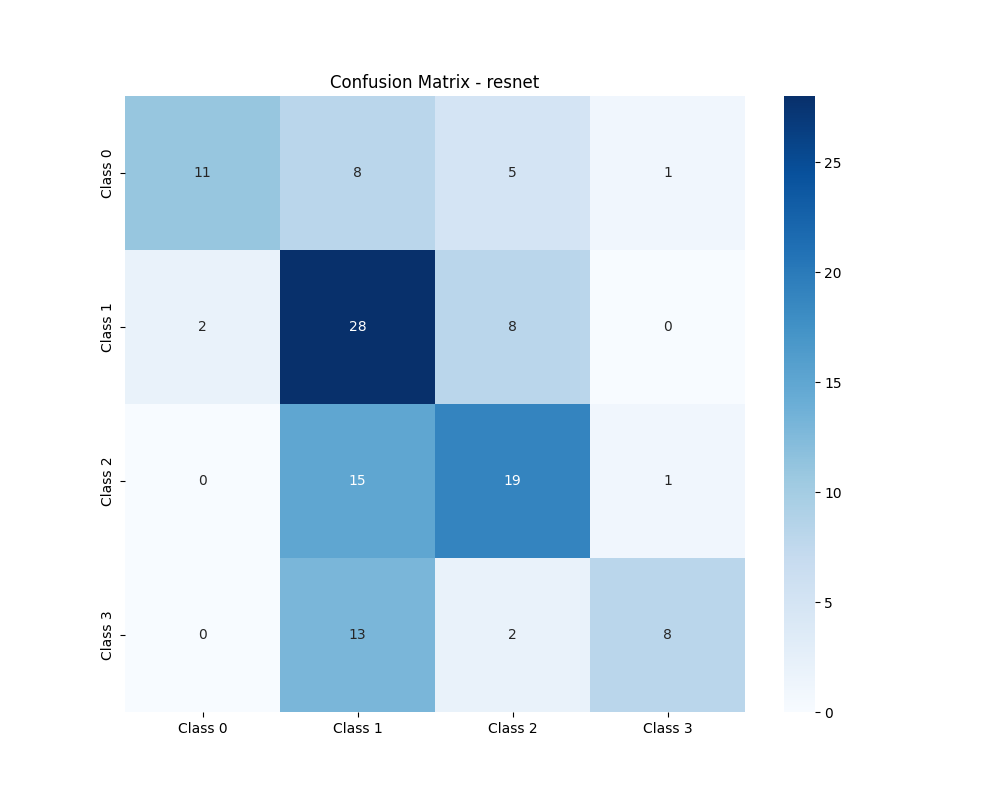 Confusion Matrix - resnet
Class 0
11 8 5 1
Class 1
2 28 8 0
Class 2
0 15 19 1
Class 3
0 13 2 8
Class 0 Class 1 Class 2 Class 3
25
20
15
10
5
0